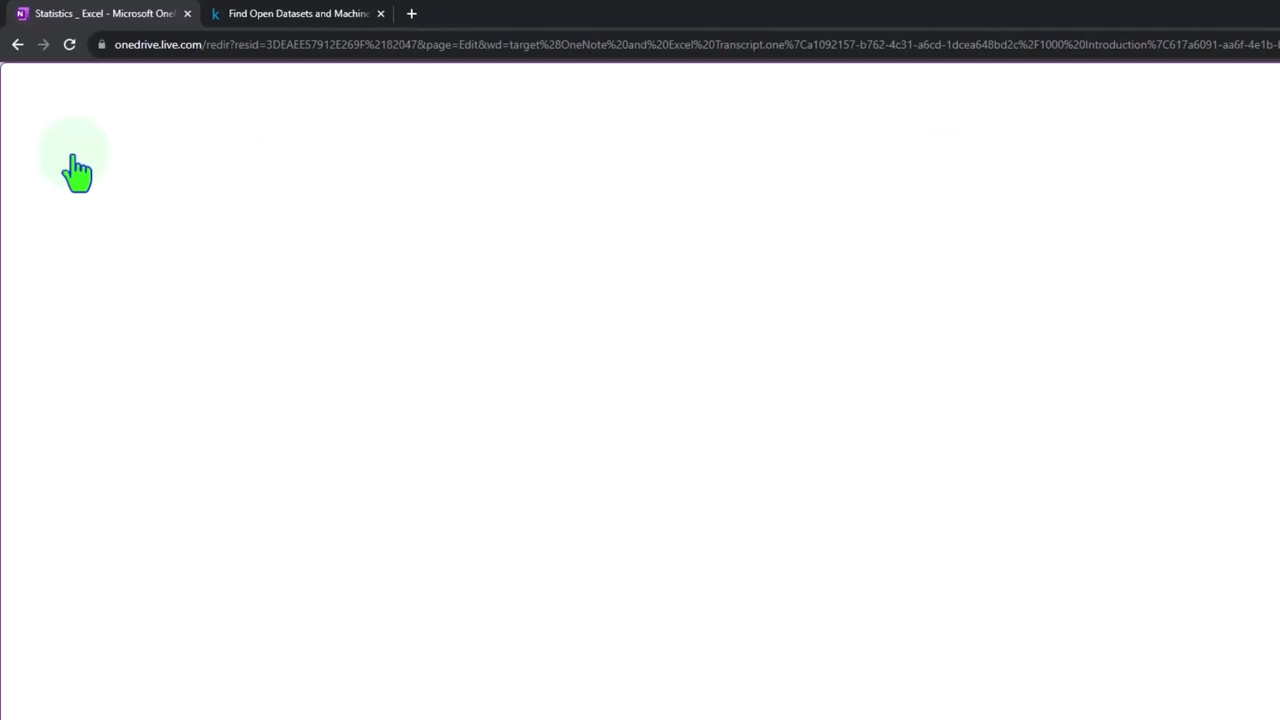 Statistics _ Excel - Microsoft One
Find Open Datasets and Machine
onedrive.live.com/redir?resid=3DEAEE57912E269F%2182047&page=Edit&wd=target%28OneNote%20and%20Excel%20Transcript.one%7Ca1092157-b762-4c31-a6cd-1dcea648bd2c%2F1000%20Introduction%7C617a6091-aa6f-4e1b-